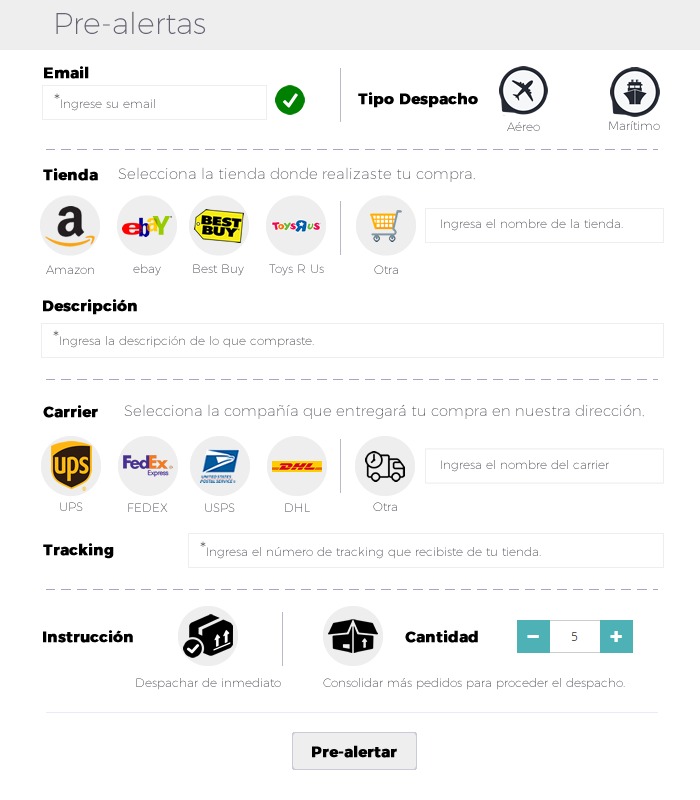 Pre-alertas
Email
*Ingrese su email
Tipo Despacho
Aéreo
Marítimo
Tienda Selecciona la tienda donde realizaste tu compra.
a
ebay
BEST BUY
TOYSЯUS
Ingresa el nombre de la tienda.
Amazon
ebay
Best Buy
Toys R Us
Otra
Descripción
*Ingresa la descripción de lo que compraste.
Carrier Selecciona la compañía que entregará tu compra en nuestra dirección.
ups
FedEx
Express
UNITED STATES
POSTAL SERVICE
DHL
Ingresa el nombre del carrier
UPS
FEDEX
USPS
DHL
Otra
Tracking
*Ingresa el número de tracking que recibiste de tu tienda.
Instrucción
Cantidad
− 5 +
Despachar de inmediato
Consolidar más pedidos para proceder el despacho.
Pre-alertar